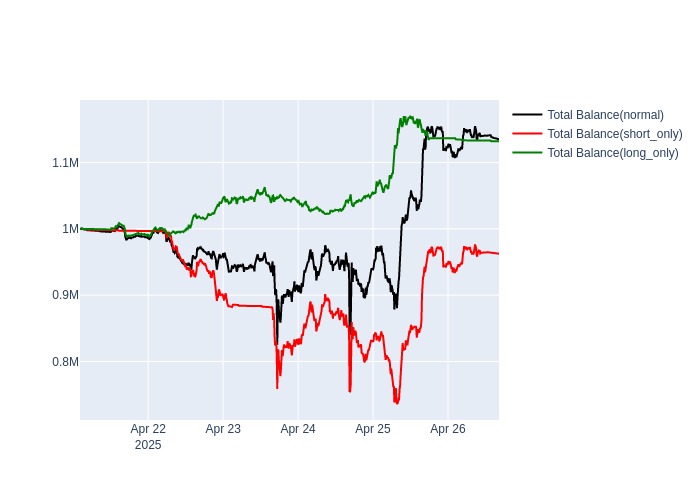 Total Balance(normal)
Total Balance(short_only)
Total Balance(long_only)
1.1M
1M
0.9M
0.8M
Apr 22
2025
Apr 23
Apr 24
Apr 25
Apr 26